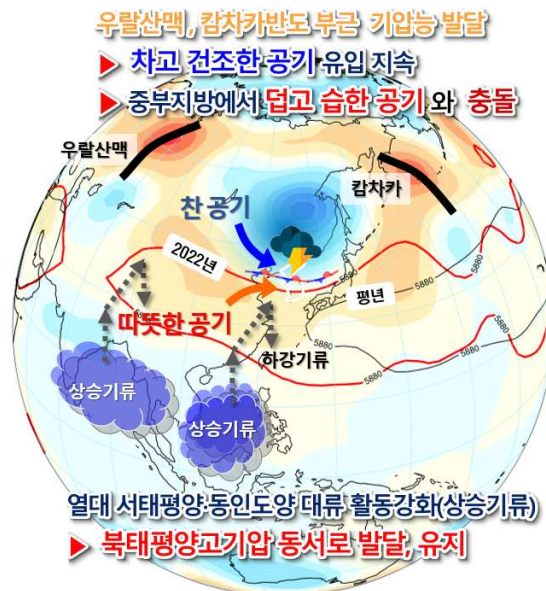 우랄산맥, 캄차카반도 부근 기압능 발달
▶ 차고 건조한 공기 유입 지속
▶ 중부지방에서 덥고 습한 공기 와 충돌
우랄산맥
캄차카
찬 공기
2022년
5880
평년
5880
5880
따뜻한 공기
하강기류
5880
상승기류
상승기류
열대 서태평양·동인도양 대류 활동강화(상승기류)
▶ 북태평양고기압 동서로 발달, 유지